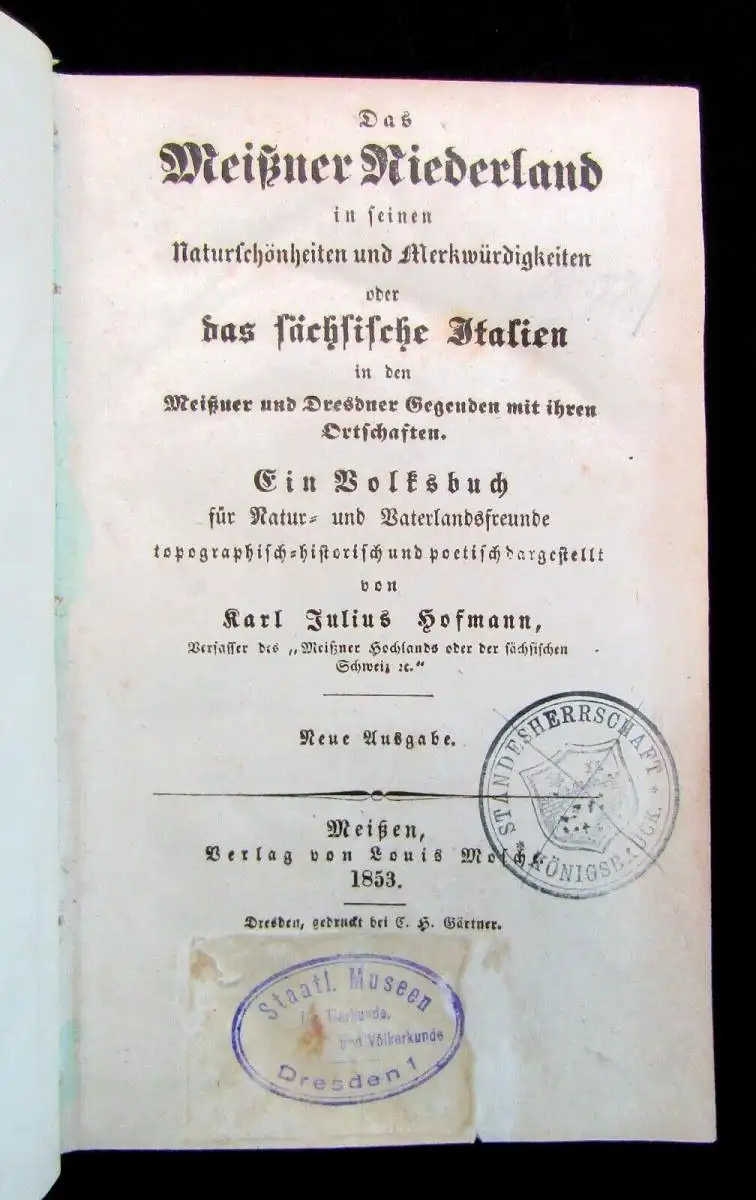 Das
Meißner Niederland
in seinen
Naturschönheiten und Merkwürdigkeiten
oder
das sächsische Italien
in den
Meißner und Dresdner Gegenden mit ihren
Ortschaften.
Ein Volksbuch
für Natur- und Vaterlandsfreunde
topographisch-historisch und poetisch dargestellt
von
Karl Julius Hofmann,
Verfasser des „Meißner Hochlands oder der sächsischen
Schweiz ꝛc.“
Neue Ausgabe.
STANDESHERRSCHAFT
* KÖNIGSBRÜCK. *
Meißen,
Verlag von Louis Mosche.
1853.
Dresden, gedruckt bei C. H. Gärtner.
Staatl. Museen
für Tierkunde,
und Völkerkunde
Dresden 1